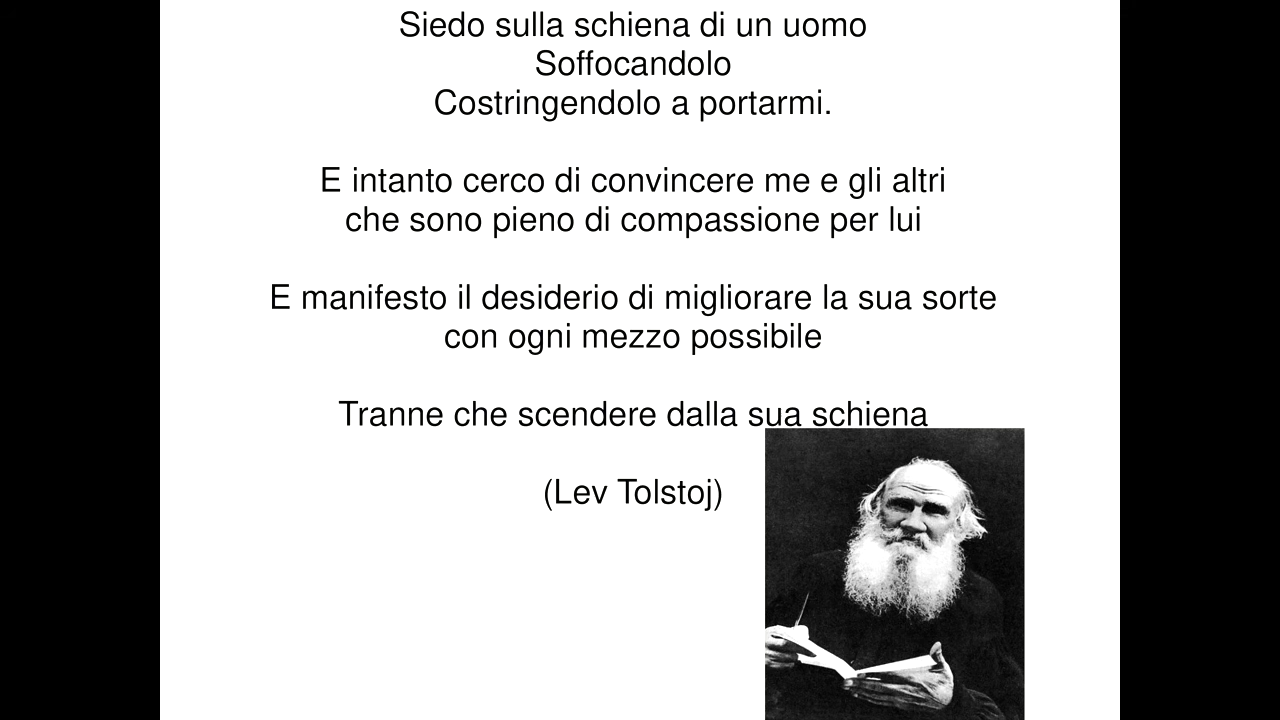 Siedo sulla schiena di un uomo
Soffocandolo
Costringendolo a portarmi.
E intanto cerco di convincere me e gli altri
che sono pieno di compassione per lui
E manifesto il desiderio di migliorare la sua sorte
con ogni mezzo possibile
Tranne che scendere dalla sua schiena
(Lev Tolstoj)